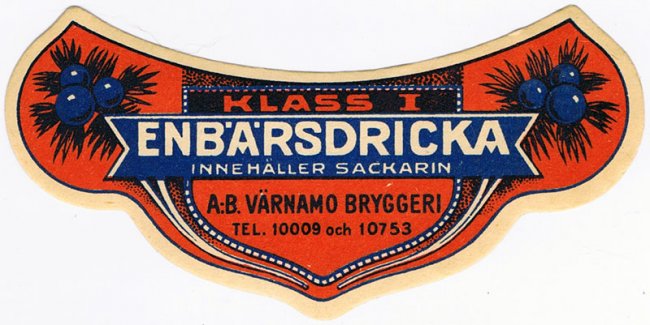 KLASS I
ENBÄRSDRICKA
INNEHÅLLER SACKARIN
A.-B. VÄRNAMO BRYGGERI
TEL. 10009 och 10753